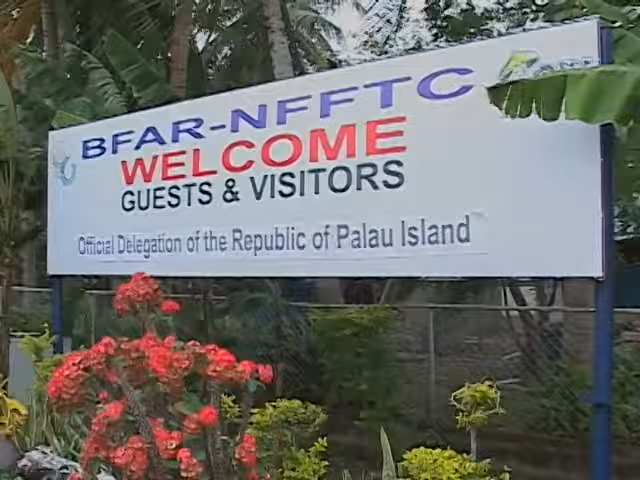 BFAR-NFFTC
WELCOME
GUESTS & VISITORS
Official Delegation of the Republic of Palau Island